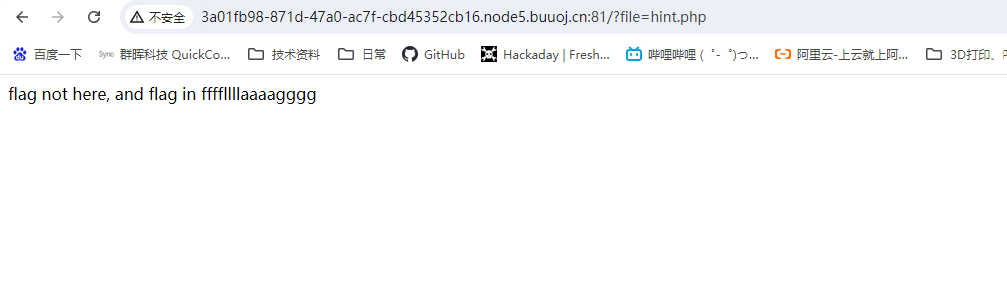 不安全 3a01fb98-871d-47a0-ac7f-cbd45352cb16.node5.buuoj.cn:81/?file=hint.php
百度一下 Sync 群晖科技 QuickCo... 技术资料 日常 GitHub Hackaday | Fresh... 哔哩哔哩 ( ゜- ゜)つ... 阿里云-上云就上阿... 3D打印、
flag not here, and flag in ffffllllaaaagggg